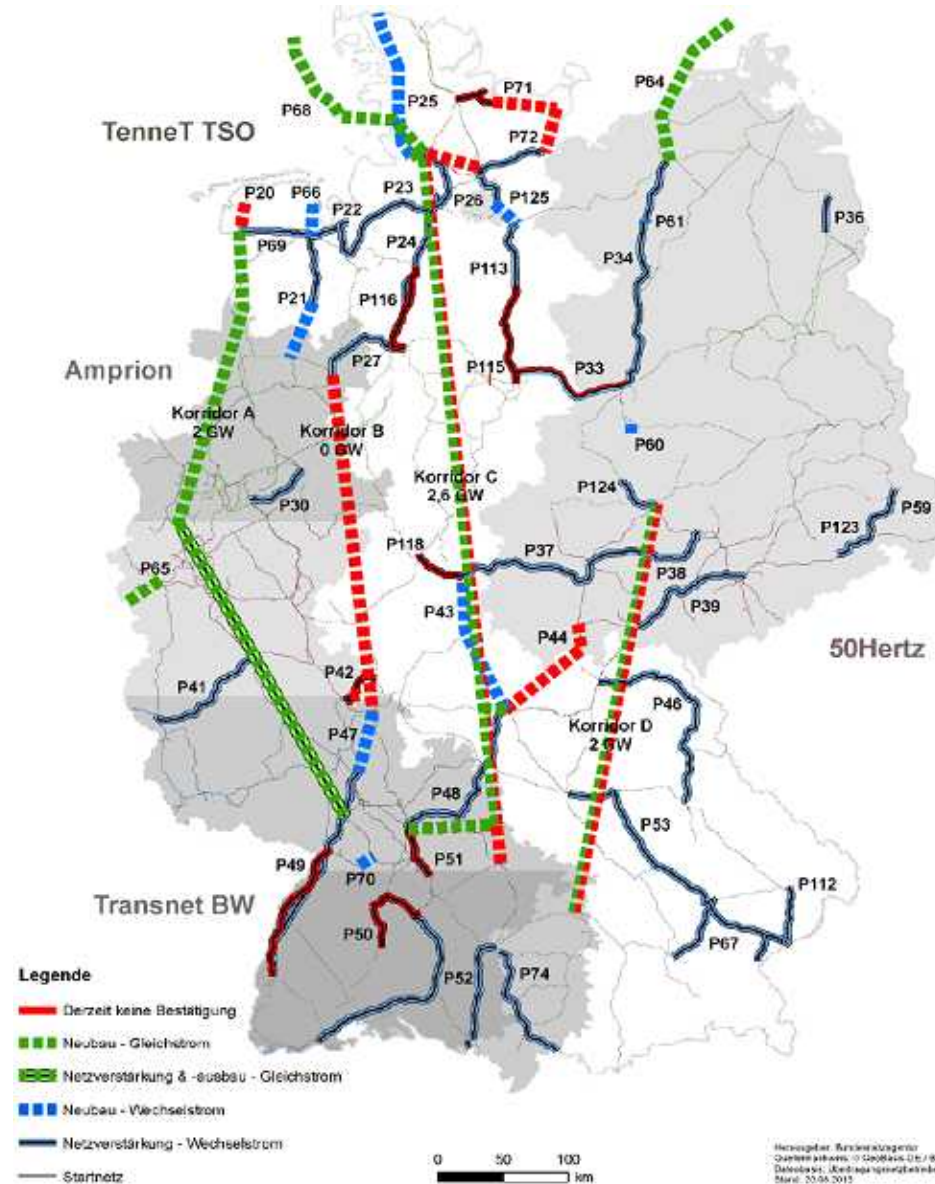 P68
P25
P71
P64
TenneT TSO
P72
P20
P66
P22
P23
P26
P125
P61
P36
P69
P24
P34
P21
P113
P116
P27
P115
P33
Amprion
Korridor A
2 GW
Korridor B
0 GW
P60
Korridor C
2,6 GW
P30
P124
P59
P123
P118
P37
P38
P65
P43
P39
P44
50Hertz
P42
P41
P46
P47
Korridor D
2 GW
P48
P53
P49
P51
P70
P112
Transnet BW
P50
P67
P52
P74
Legende
Derzeit keine Bestätigung
Neubau - Gleichstrom
Netzverstärkung & -ausbau - Gleichstrom
Neubau - Wechselstrom
Netzverstärkung - Wechselstrom
Startnetz
0 50 100
km
Herausgeber: Bundesnetzagentur